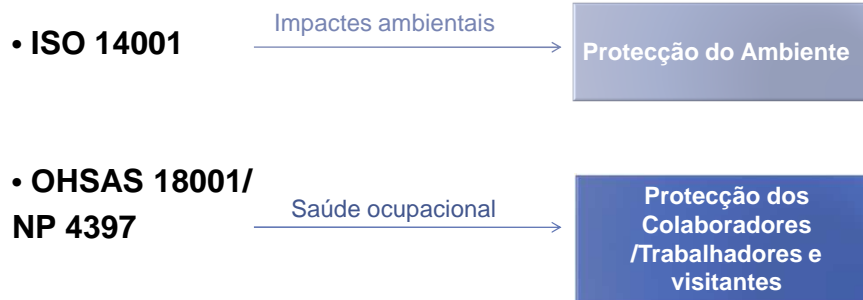 Impactes ambientais
• ISO 14001
Protecção do Ambiente
• OHSAS 18001/
NP 4397
Saúde ocupacional
Protecção dos
Colaboradores
/Trabalhadores e
visitantes